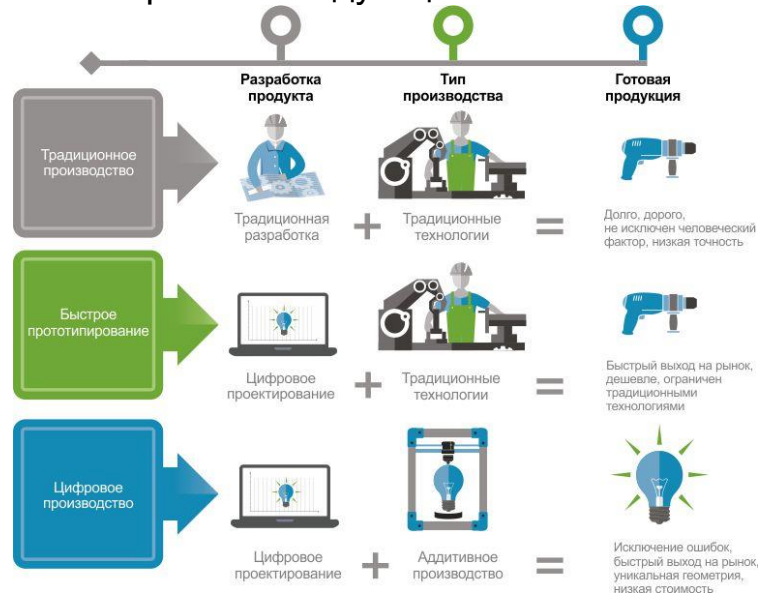 Разработка
продукта
Тип
производства
Готовая
продукция
Традиционное
производство
Традиционная
разработка
+
Традиционные
технологии
=
Долго, дорого,
не исключен человеческий
фактор, низкая точность
Быстрое
прототипирование
Цифровое
проектирование
+
Традиционные
технологии
=
Быстрый выход на рынок,
дешевле, ограничен
традиционными
технологиями
Цифровое
производство
Цифровое
проектирование
+
Аддитивное
производство
=
Исключение ошибок,
быстрый выход на рынок,
уникальная геометрия,
низкая стоимость